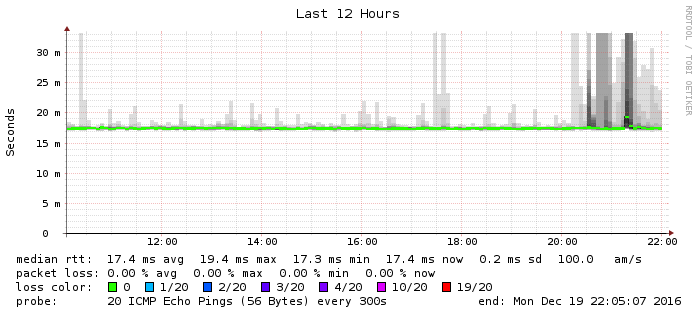 Last 12 Hours
RRDTOOL / TOBI OETIKER
Seconds
30 m
25 m
20 m
15 m
10 m
5 m
0
12:00 14:00 16:00 18:00 20:00 22:00
median rtt: 17.4 ms avg 19.4 ms max 17.3 ms min 17.4 ms now 0.2 ms sd 100.0 am/s
packet loss: 0.00 % avg 0.00 % max 0.00 % min 0.00 % now
loss color: 0 1/20 2/20 3/20 4/20 10/20 19/20
probe: 20 ICMP Echo Pings (56 Bytes) every 300s end: Mon Dec 19 22:05:07 2016